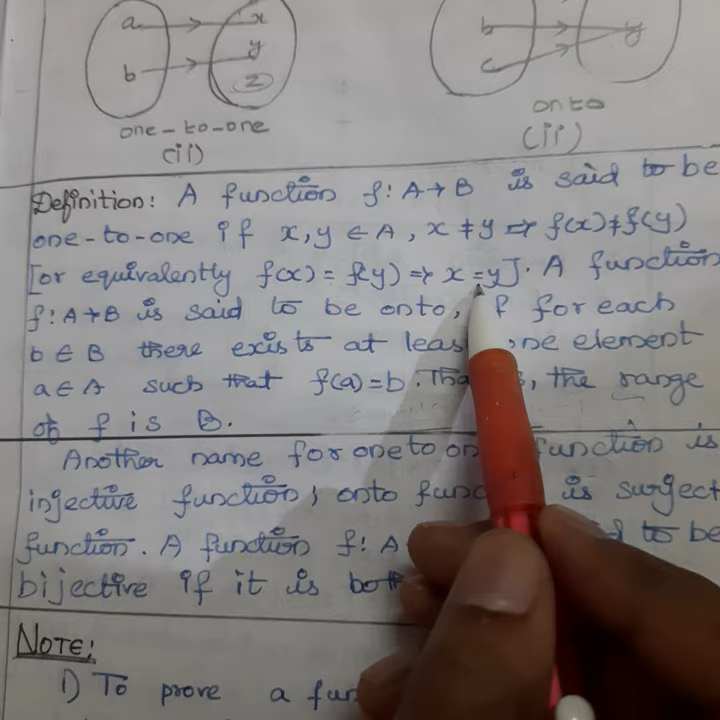 a x
b y
z
one-to-one
(ii)
b y
c
onto
(ii)
Definition: A function f: A→B is said to be
one-to-one if x,y ∈ A, x ≠ y ⇒ f(x) ≠ f(y)
[or equivalently f(x) = f(y) ⇒ x = y]. A function
f: A→B is said to be onto, if for each
b ∈ B there exists at least one element
a ∈ A such that f(a) = b. That is, the range
of f is B.
Another name for one to one function is
injective function, onto function is surject
function. A function f: A to be
bijective if it is both
NOTE:
1) To prove a fun